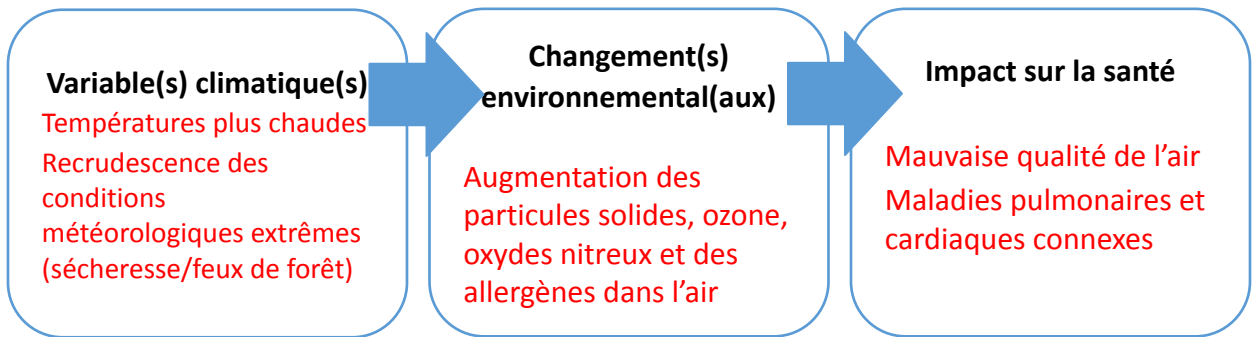 Variable(s) climatique(s)
Températures plus chaudes
Recrudescence des
conditions
météorologiques extrêmes
(sécheresse/feux de forêt)
Changement(s)
environnemental(aux)
Augmentation des
particules solides, ozone,
oxydes nitreux et des
allergènes dans l’air
Impact sur la santé
Mauvaise qualité de l’air
Maladies pulmonaires et
cardiaques connexes